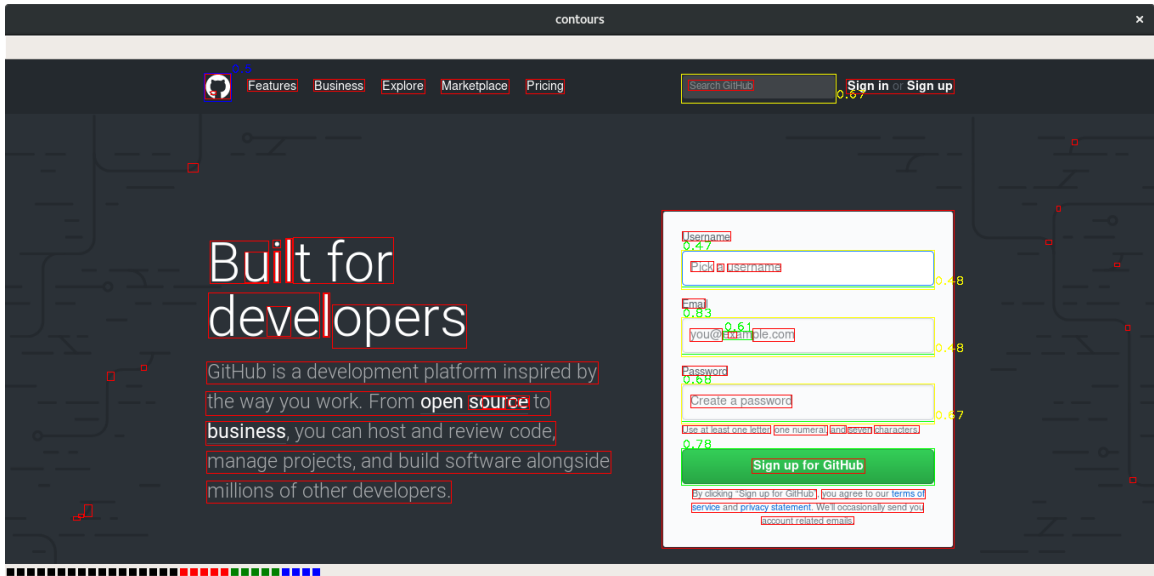 contours ×
0.5
Features Business Explore Marketplace Pricing Search GitHub Sign in or Sign up
0.67
Built for
developers
GitHub is a development platform inspired by
the way you work. From open source to
business, you can host and review code,
manage projects, and build software alongside
millions of other developers.
Username
0.47
Pick a username
0.48
Email
0.83
0.61
you@example.com
0.48
Password
0.68
Create a password
0.67
Use at least one letter, one numeral, and seven characters.
0.78
Sign up for GitHub
By clicking "Sign up for GitHub", you agree to our terms of
service and privacy statement. We'll occasionally send you
account related emails.